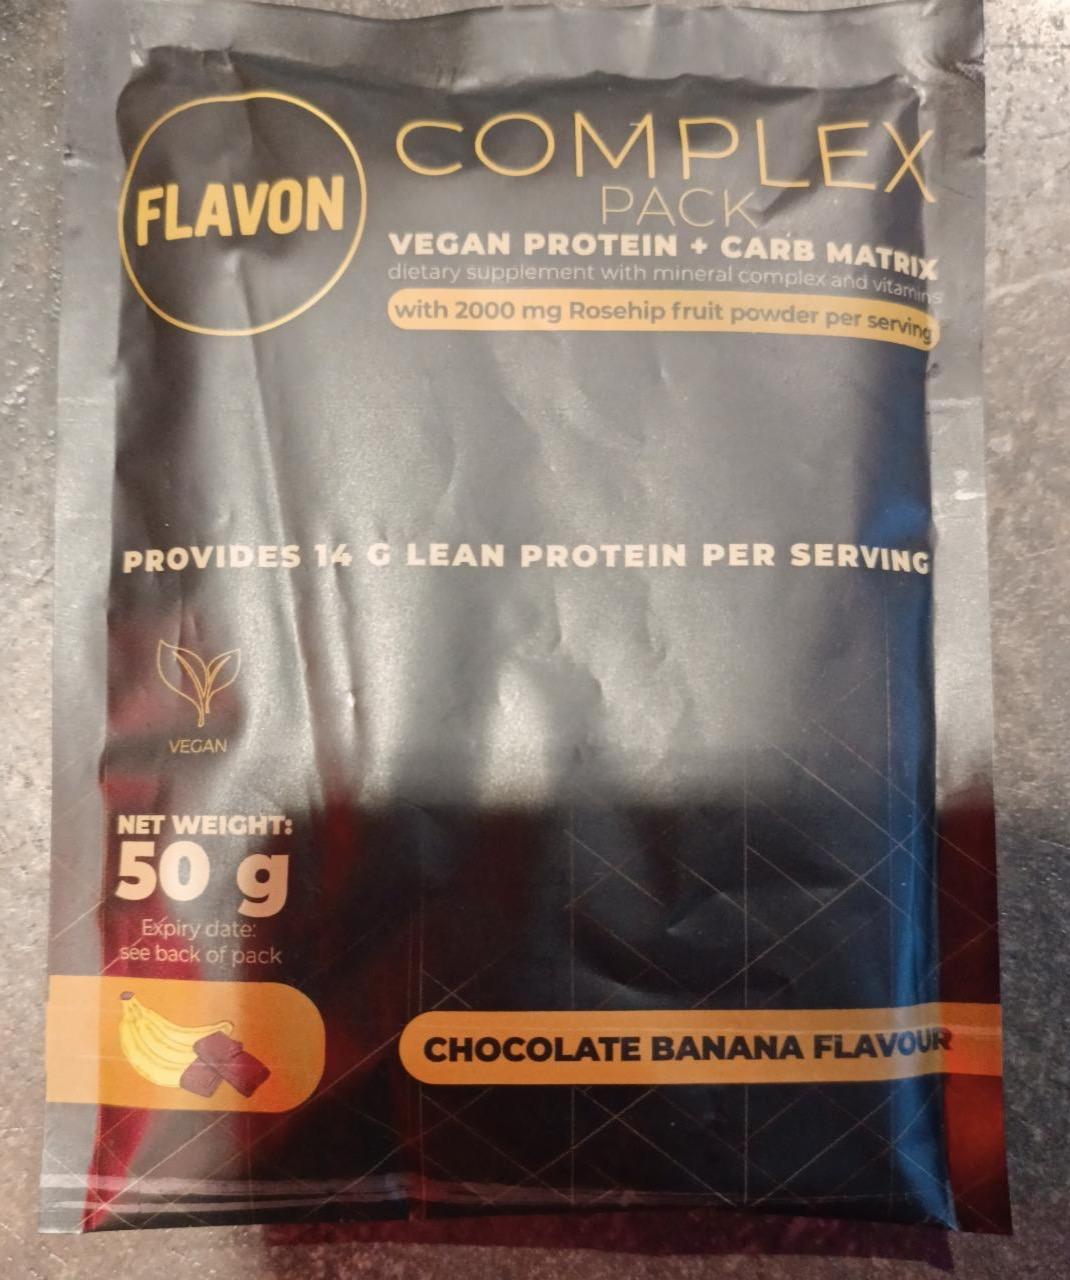 FLAVON
COMPLEX
PACK
VEGAN PROTEIN + CARB MATRIX
dietary supplement with mineral complex and vitamins
with 2000 mg Rosehip fruit powder per serving
PROVIDES 14 G LEAN PROTEIN PER SERVING
VEGAN
NET WEIGHT:
50 g
Expiry date:
see back of pack
CHOCOLATE BANANA FLAVOUR